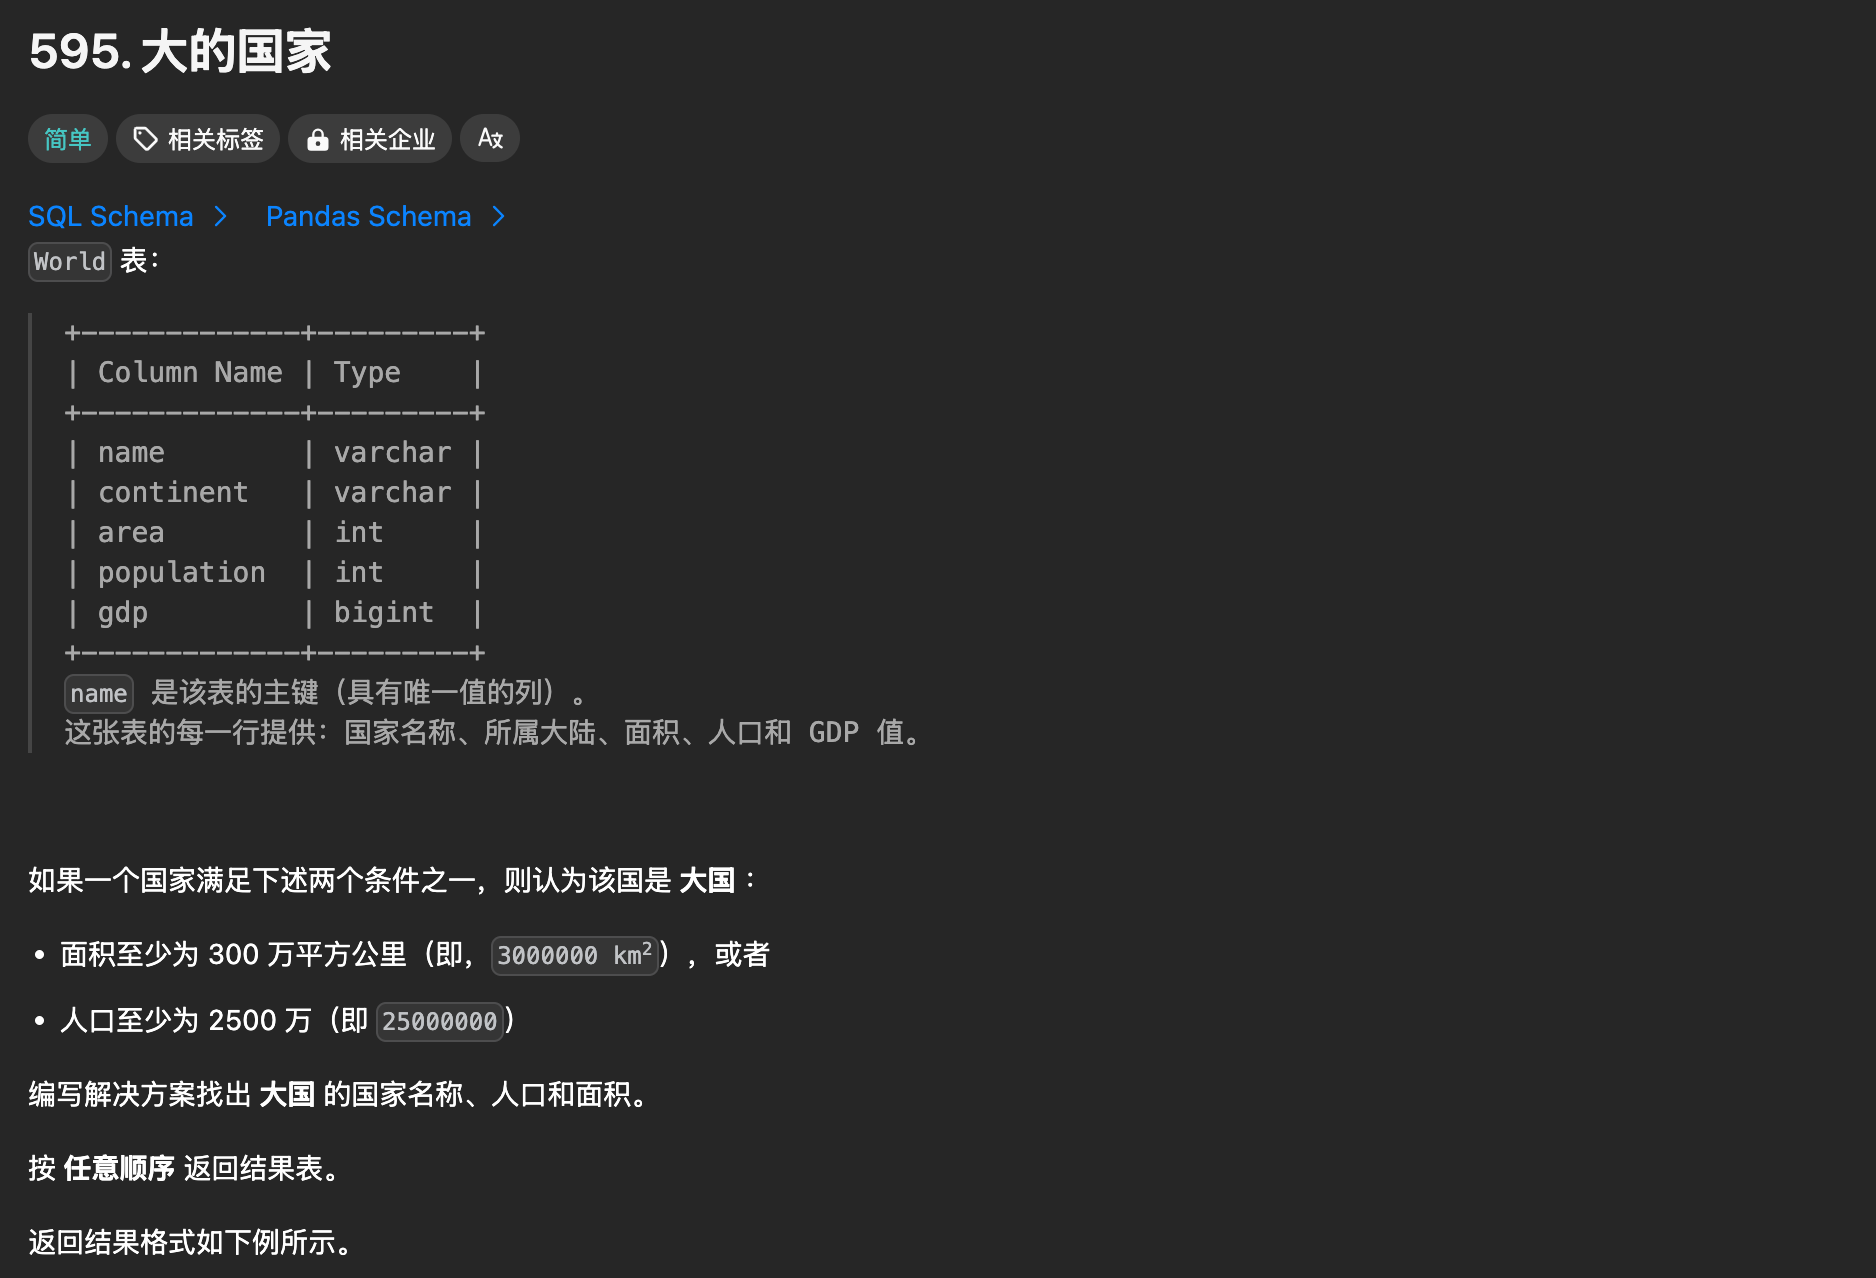 595. 大的国家
简单 相关标签 相关企业 A文
SQL Schema > Pandas Schema >
World 表：
+-------------+---------+
| Column Name | Type    |
+-------------+---------+
| name        | varchar |
| continent   | varchar |
| area        | int     |
| population  | int     |
| gdp         | bigint  |
+-------------+---------+
name 是该表的主键（具有唯一值的列）。
这张表的每一行提供：国家名称、所属大陆、面积、人口和 GDP 值。
如果一个国家满足下述两个条件之一，则认为该国是 大国 ：
• 面积至少为 300 万平方公里（即，3000000 km²），或者
• 人口至少为 2500 万（即 25000000）
编写解决方案找出 大国 的国家名称、人口和面积。
按 任意顺序 返回结果表。
返回结果格式如下例所示。